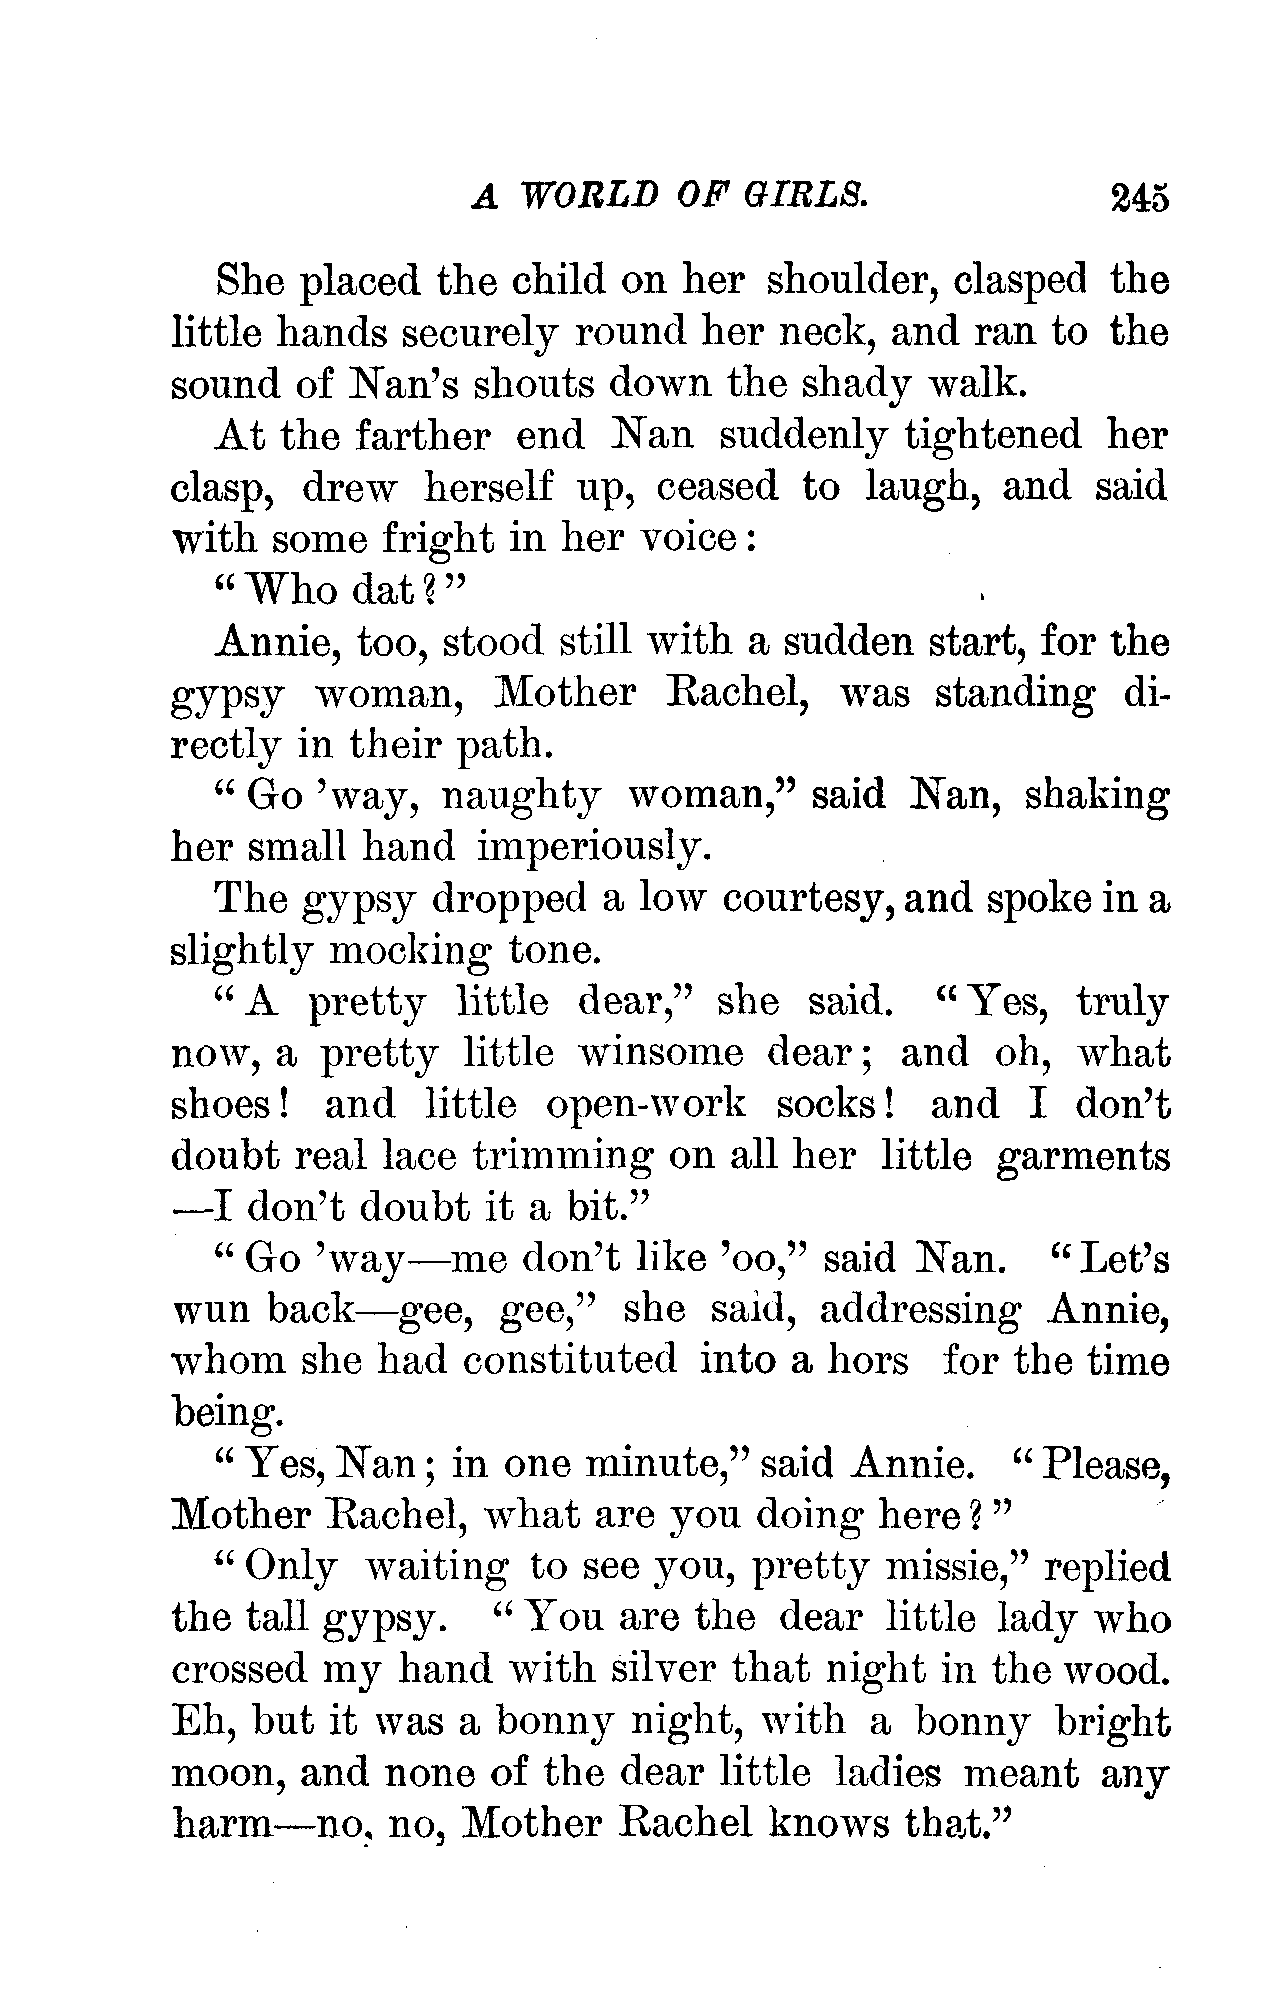 A WORLD OF GIRLS. 245
She placed the child on her shoulder, clasped the
little hands securely round her neck, and ran to the
sound of Nan's shouts down the shady walk.
At the farther end Nan suddenly tightened her
clasp, drew herself up, ceased to laugh, and said
with some fright in her voice:
"Who dat?"
Annie, too, stood still with a sudden start, for the
gypsy woman, Mother Rachel, was standing di-
rectly in their path.
"Go 'way, naughty woman," said Nan, shaking
her small hand imperiously.
The gypsy dropped a low courtesy, and spoke in a
slightly mocking tone.
"A pretty little dear," she said. "Yes, truly
now, a pretty little winsome dear; and oh, what
shoes! and little open-work socks! and I don't
doubt real lace trimming on all her little garments
—I don't doubt it a bit."
"Go 'way—me don't like 'oo," said Nan. "Let's
wun back—gee, gee," she said, addressing Annie,
whom she had constituted into a hors for the time
being.
"Yes, Nan; in one minute," said Annie. "Please,
Mother Rachel, what are you doing here?"
"Only waiting to see you, pretty missie," replied
the tall gypsy. "You are the dear little lady who
crossed my hand with silver that night in the wood.
Eh, but it was a bonny night, with a bonny bright
moon, and none of the dear little ladies meant any
harm—no, no, Mother Rachel knows that."